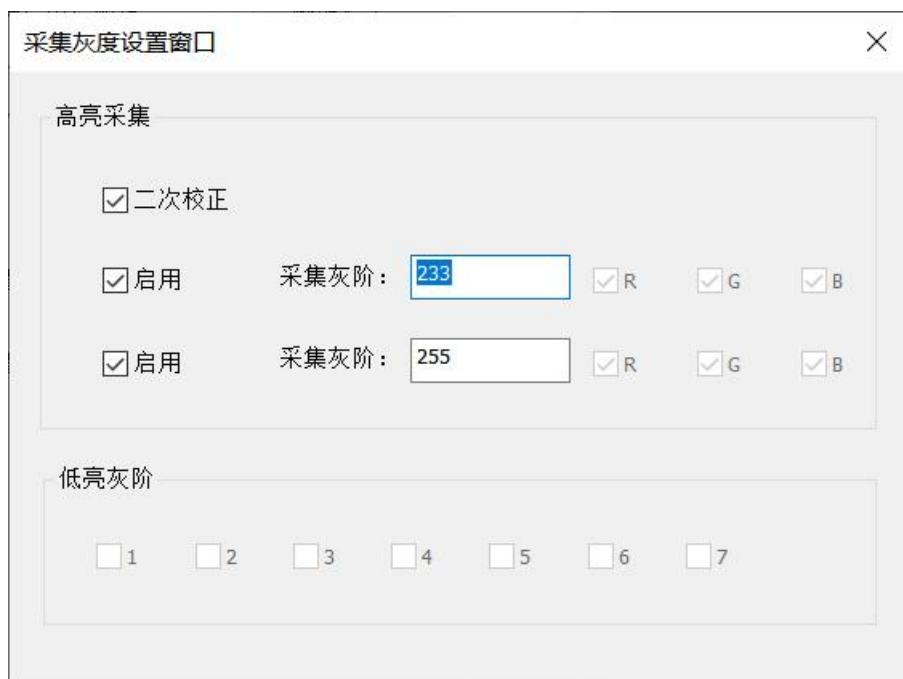 采集灰度设置窗口
高亮采集
二次校正
启用 采集灰阶： 233 R G B
启用 采集灰阶： 255 R G B
低亮灰阶
1 2 3 4 5 6 7